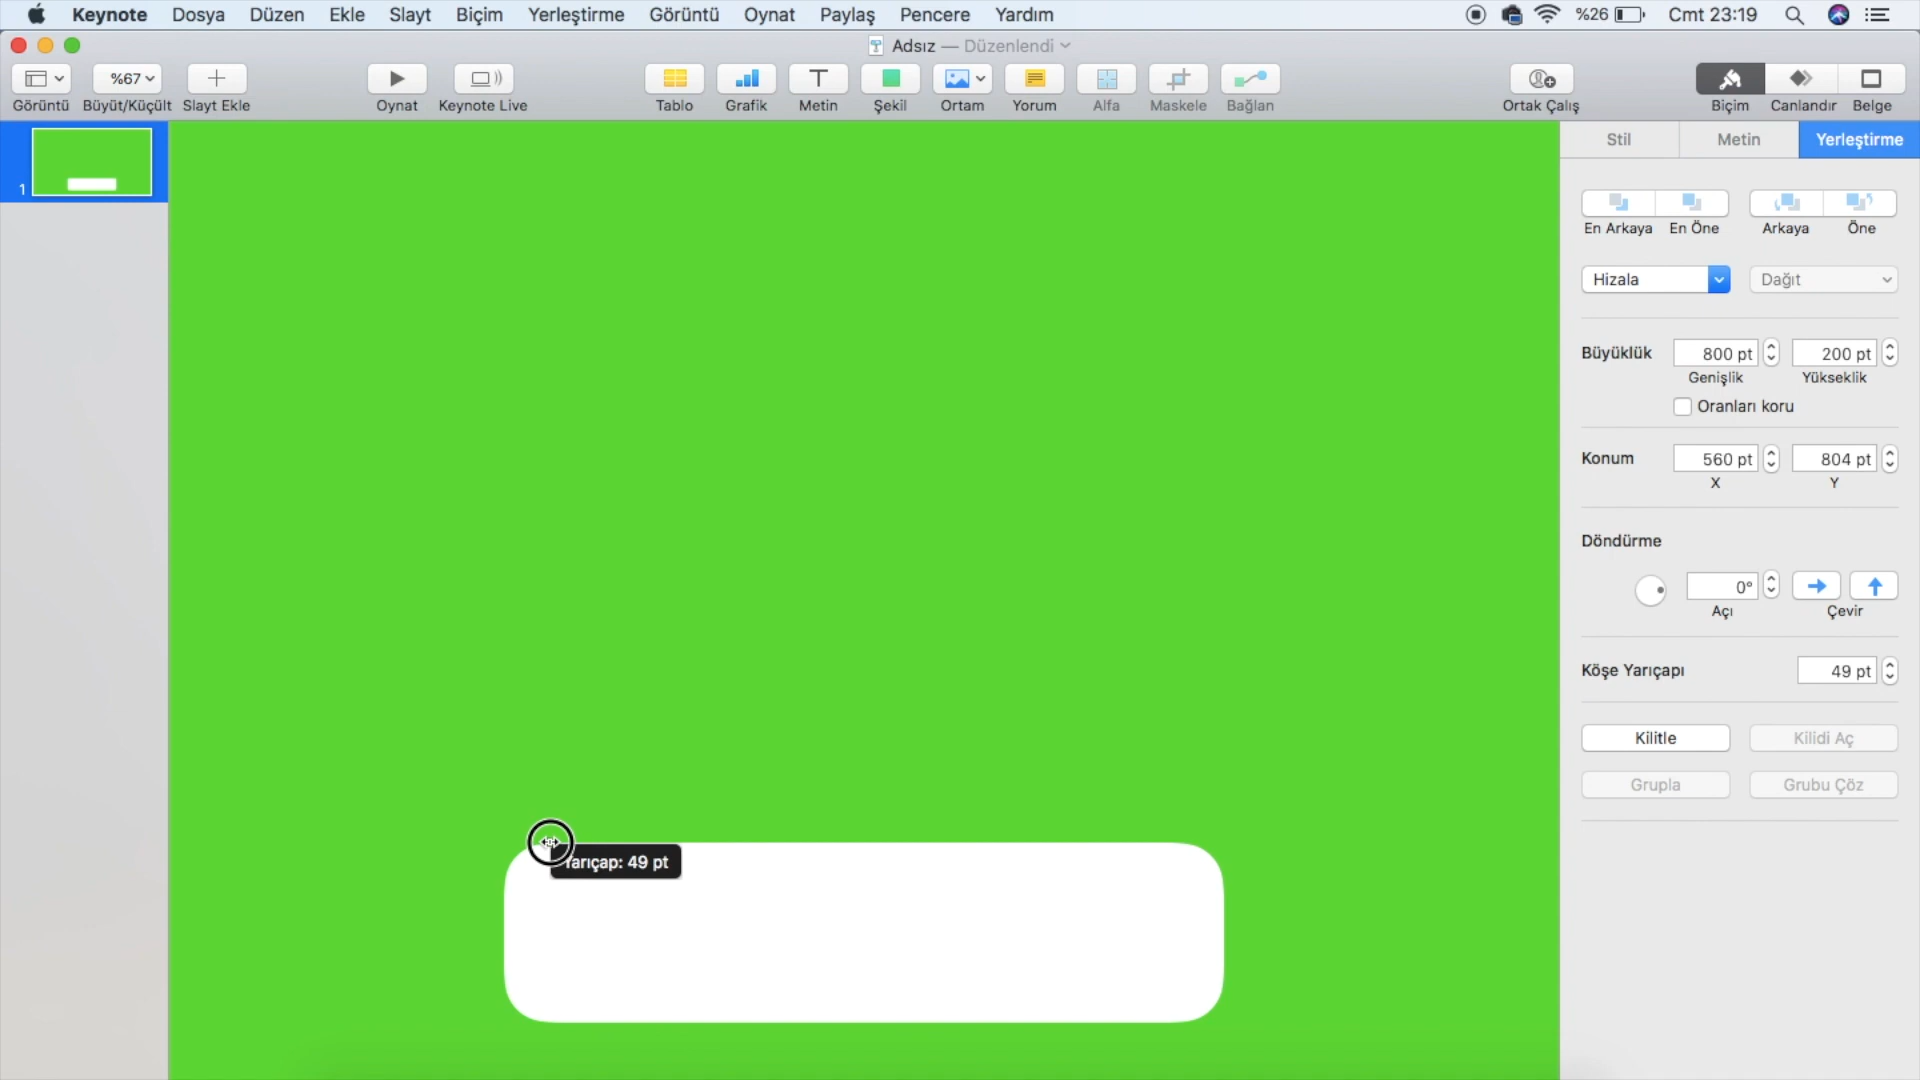 Keynote Dosya Düzen Ekle Slayt Biçim Yerleştirme Görüntü Oynat Paylaş Pencere Yardım %26 Cmt 23:19
Adsız — Düzenlendi
%67
Görüntü Büyüt/Küçült Slayt Ekle Oynat Keynote Live Tablo Grafik Metin Şekil Ortam Yorum Alfa Maskele Bağlan Ortak Çalış Biçim Canlandır Belge
1
Stil Metin Yerleştirme
En Arkaya En Öne Arkaya Öne
Hizala Dağıt
Büyüklük 800 pt 200 pt
Genişlik Yükseklik
Oranları koru
Konum 560 pt 804 pt
X Y
Döndürme
0°
Açı Çevir
Köşe Yarıçapı 49 pt
Kilitle Kilidi Aç
Grupla Grubu Çöz
Yarıçap: 49 pt